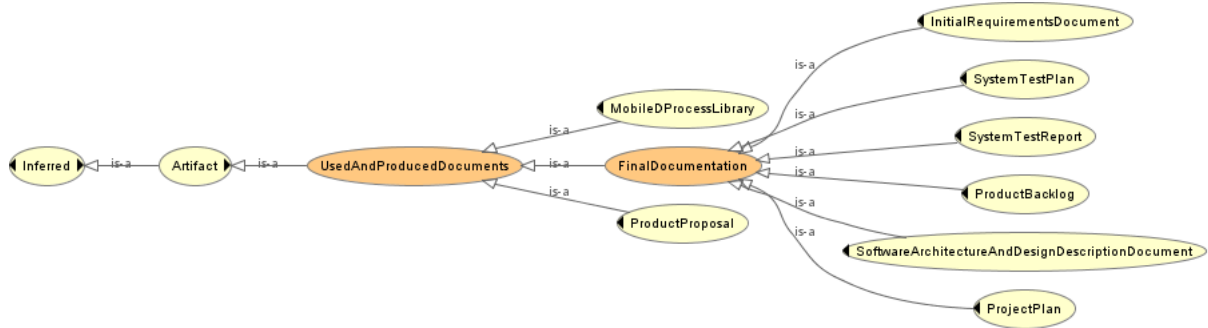 InitialRequirementsDocument
is-a
SystemTestPlan
MobileDProcessLibrary
is-a
is-a
SystemTestReport
is-a
Inferred
is-a
Artifact
is-a
UsedAndProducedDocuments
is-a
FinalDocumentation
is-a
ProductBacklog
is-a
is-a
ProductProposal
is-a
SoftwareArchitectureAndDesignDescriptionDocument
ProjectPlan